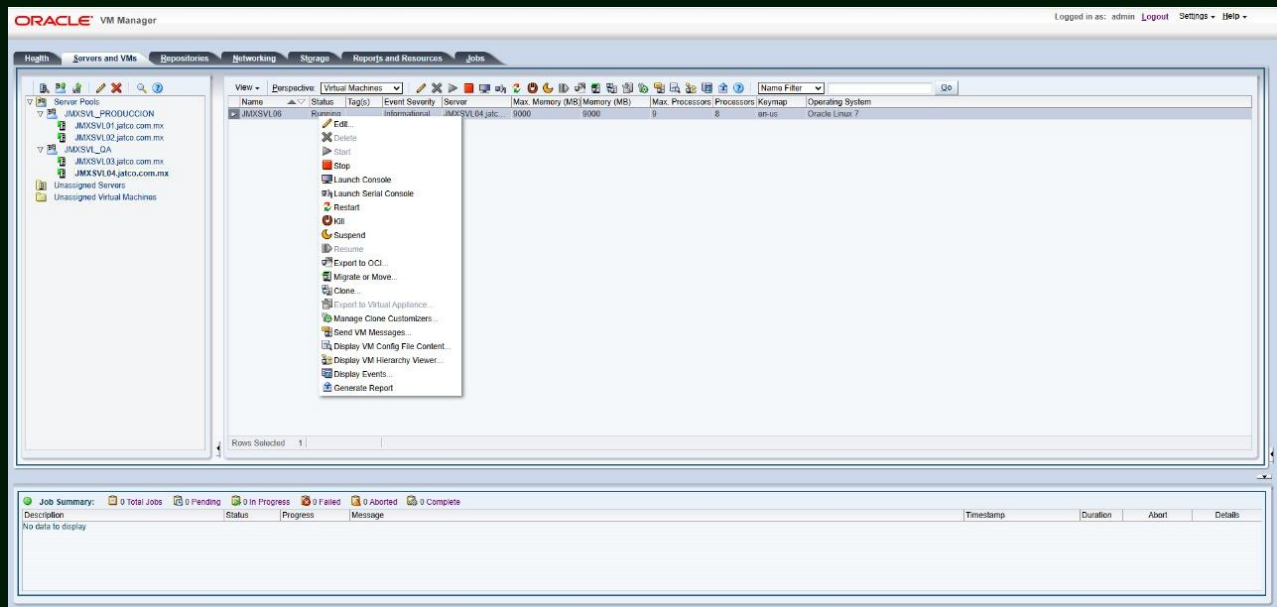 ORACLE VM Manager
Logged in as: admin Logout Settings Help
Health Servers and VMs Repositories Networking Storage Reports and Resources Jobs
View Perspective: Virtual Machines Name Filter Go
Server Pools
JMXSVL_PRODUCCION
JMXSVL01.jatco.com.mx
JMXSVL02.jatco.com.mx
JMXSVL_QA
JMXSVL03.jatco.com.mx
JMXSVL04.jatco.com.mx
Unassigned Servers
Unassigned Virtual Machines
Name Status Tag(s) Event Severity Server Max. Memory (MB) Memory (MB) Max. Processors Processors Keymap Operating System
JMXSVL06 Running Informational JMXSVL04.jatc... 9000 9000 9 8 en-us Oracle Linux 7
Edit...
Delete
Start
Stop
Launch Console
Launch Serial Console
Restart
Kill
Suspend
Resume
Export to OCI...
Migrate or Move...
Clone...
Export to Virtual Appliance...
Manage Clone Customizers...
Send VM Messages...
Display VM Config File Content...
Display VM Hierarchy Viewer...
Display Events...
Generate Report
Rows Selected 1
Job Summary: 0 Total Jobs 0 Pending 0 In Progress 0 Failed 0 Aborted 0 Complete
Description Status Progress Message Timestamp Duration Abort Details
No data to display